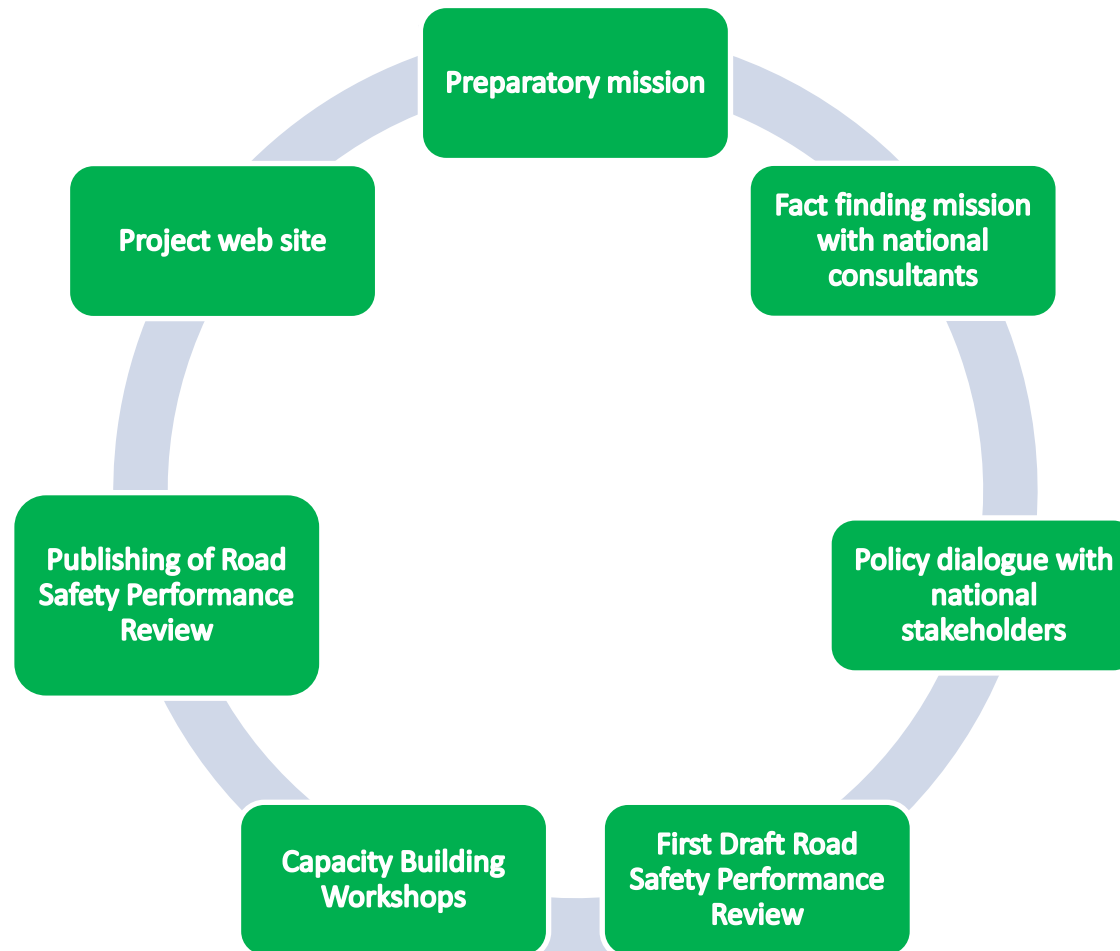 Preparatory mission
Fact finding mission
with national
consultants
Policy dialogue with
national
stakeholders
First Draft Road
Safety Performance
Review
Capacity Building
Workshops
Publishing of Road
Safety Performance
Review
Project web site